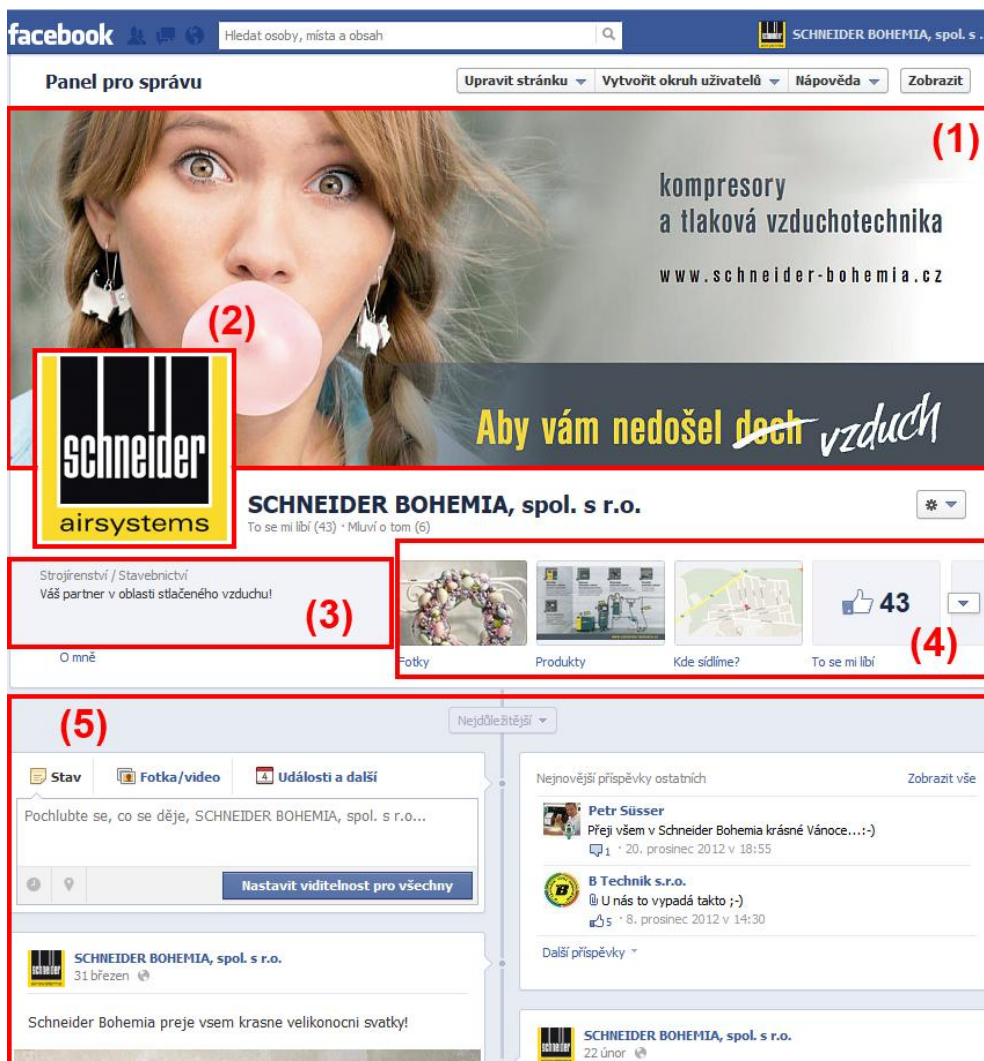 facebook
Hledat osoby, místa a obsah
SCHNEIDER BOHEMIA, spol. s ...
Panel pro správu
Upravit stránku
Vytvořit okruh uživatelů
Nápověda
Zobrazit
(1)
kompresory
a tlaková vzduchotechnika
www.schneider-bohemia.cz
(2)
Aby vám nedošel dech vzduch
schneider
airsystems
SCHNEIDER BOHEMIA, spol. s r.o.
To se mi líbí (43) · Mluví o tom (6)
Strojírenství / Stavebnictví
Váš partner v oblasti stlačeného vzduchu!
(3)
O mně
43
(4)
Fotky
Produkty
Kde sídlíme?
To se mi líbí
(5)
Nejdůležitější
Stav
Fotka/video
4
Události a další
Pochlubte se, co se děje, SCHNEIDER BOHEMIA, spol. s r.o...
Nastavit viditelnost pro všechny
Nejnovější příspěvky ostatních
Zobrazit vše
Petr Süsser
Přeji všem v Schneider Bohemia krásné Vánoce...:-)
1 · 20. prosinec 2012 v 18:55
B
B Technik s.r.o.
U nás to vypadá takto ;-)
5 · 8. prosinec 2012 v 14:30
Další příspěvky
schneider
SCHNEIDER BOHEMIA, spol. s r.o.
31 březen
Schneider Bohemia preje vsem krasne velikonocni svatky!
schneider
SCHNEIDER BOHEMIA, spol. s r.o.
22 únor